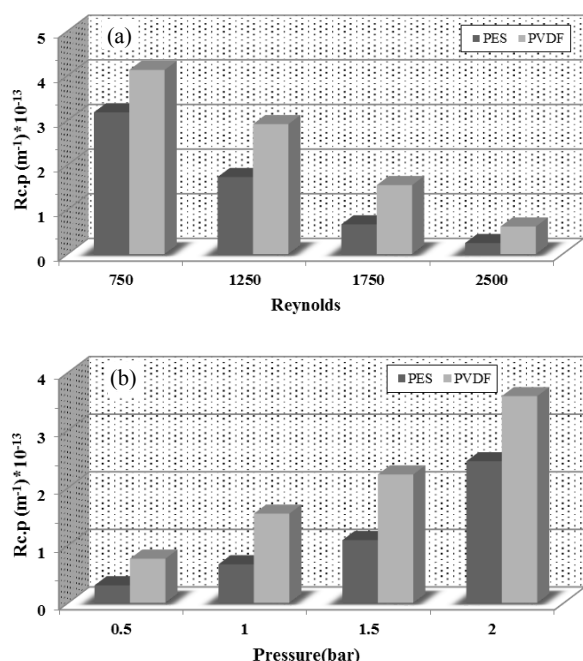 (a)
PES PVDF
5
4
3
2
1
0
Rc.p (m⁻¹)*10⁻¹³
750 1250 1750 2500
Reynolds
(b)
PES PVDF
4
3
2
1
0
Rc.p (m⁻¹)*10⁻¹³
0.5 1 1.5 2
Pressure(bar)